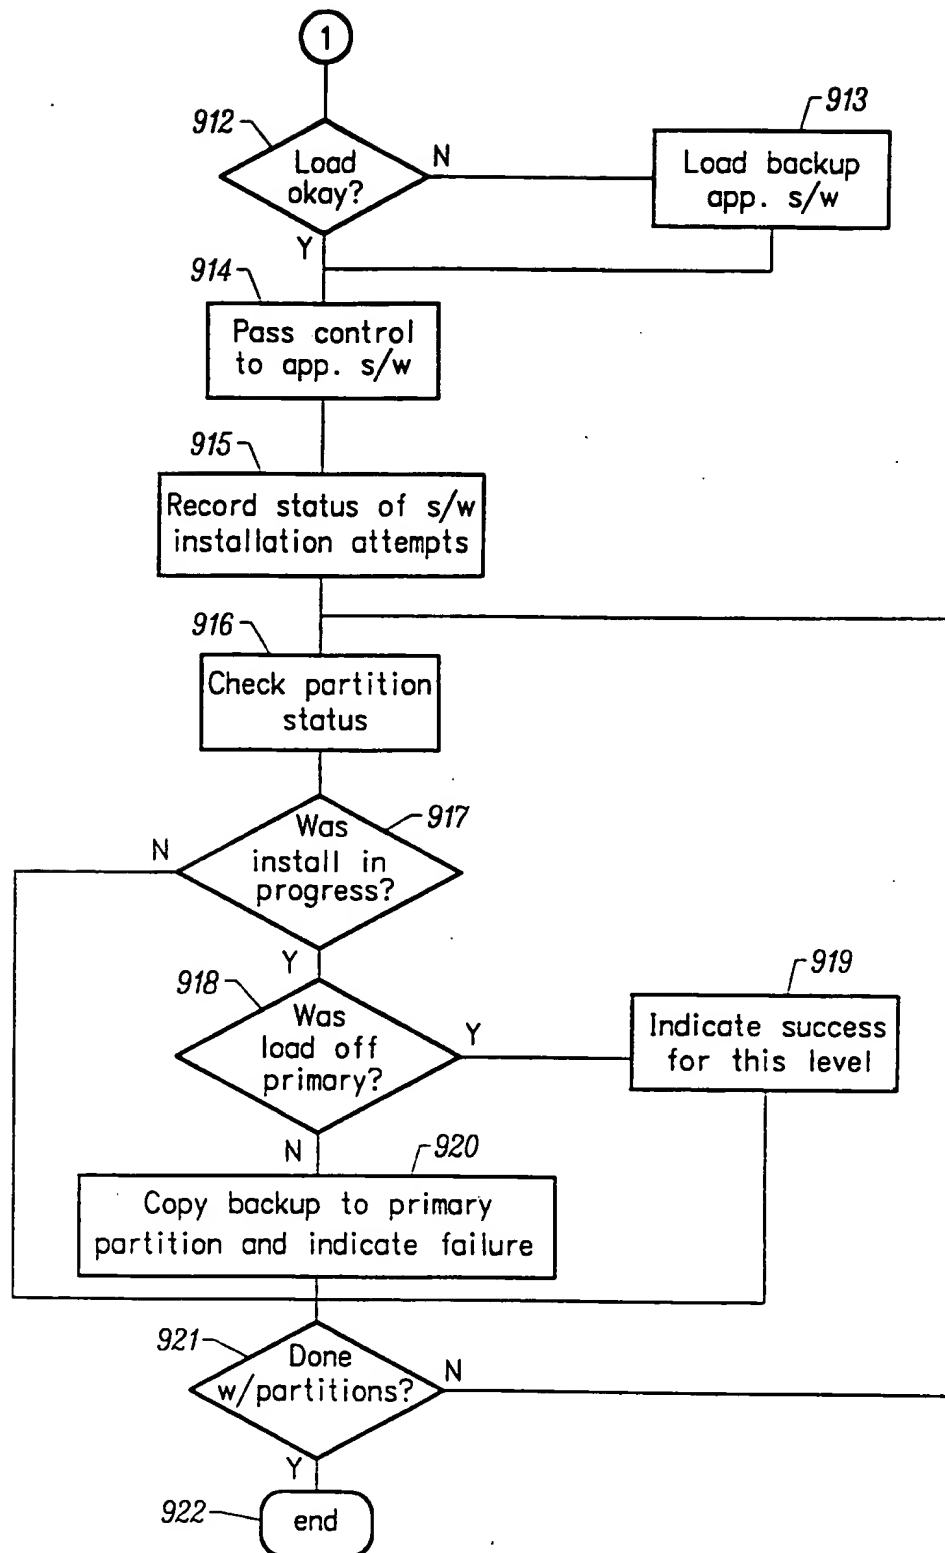 1
912
Load
okay?
N
Y
913
Load backup
app. s/w
914
Pass control
to app. s/w
915
Record status of s/w
installation attempts
916
Check partition
status
917
Was
install in
progress?
N
Y
918
Was
load off
primary?
Y
N
919
Indicate success
for this level
920
Copy backup to primary
partition and indicate failure
921
Done
w/partitions?
N
Y
922
end